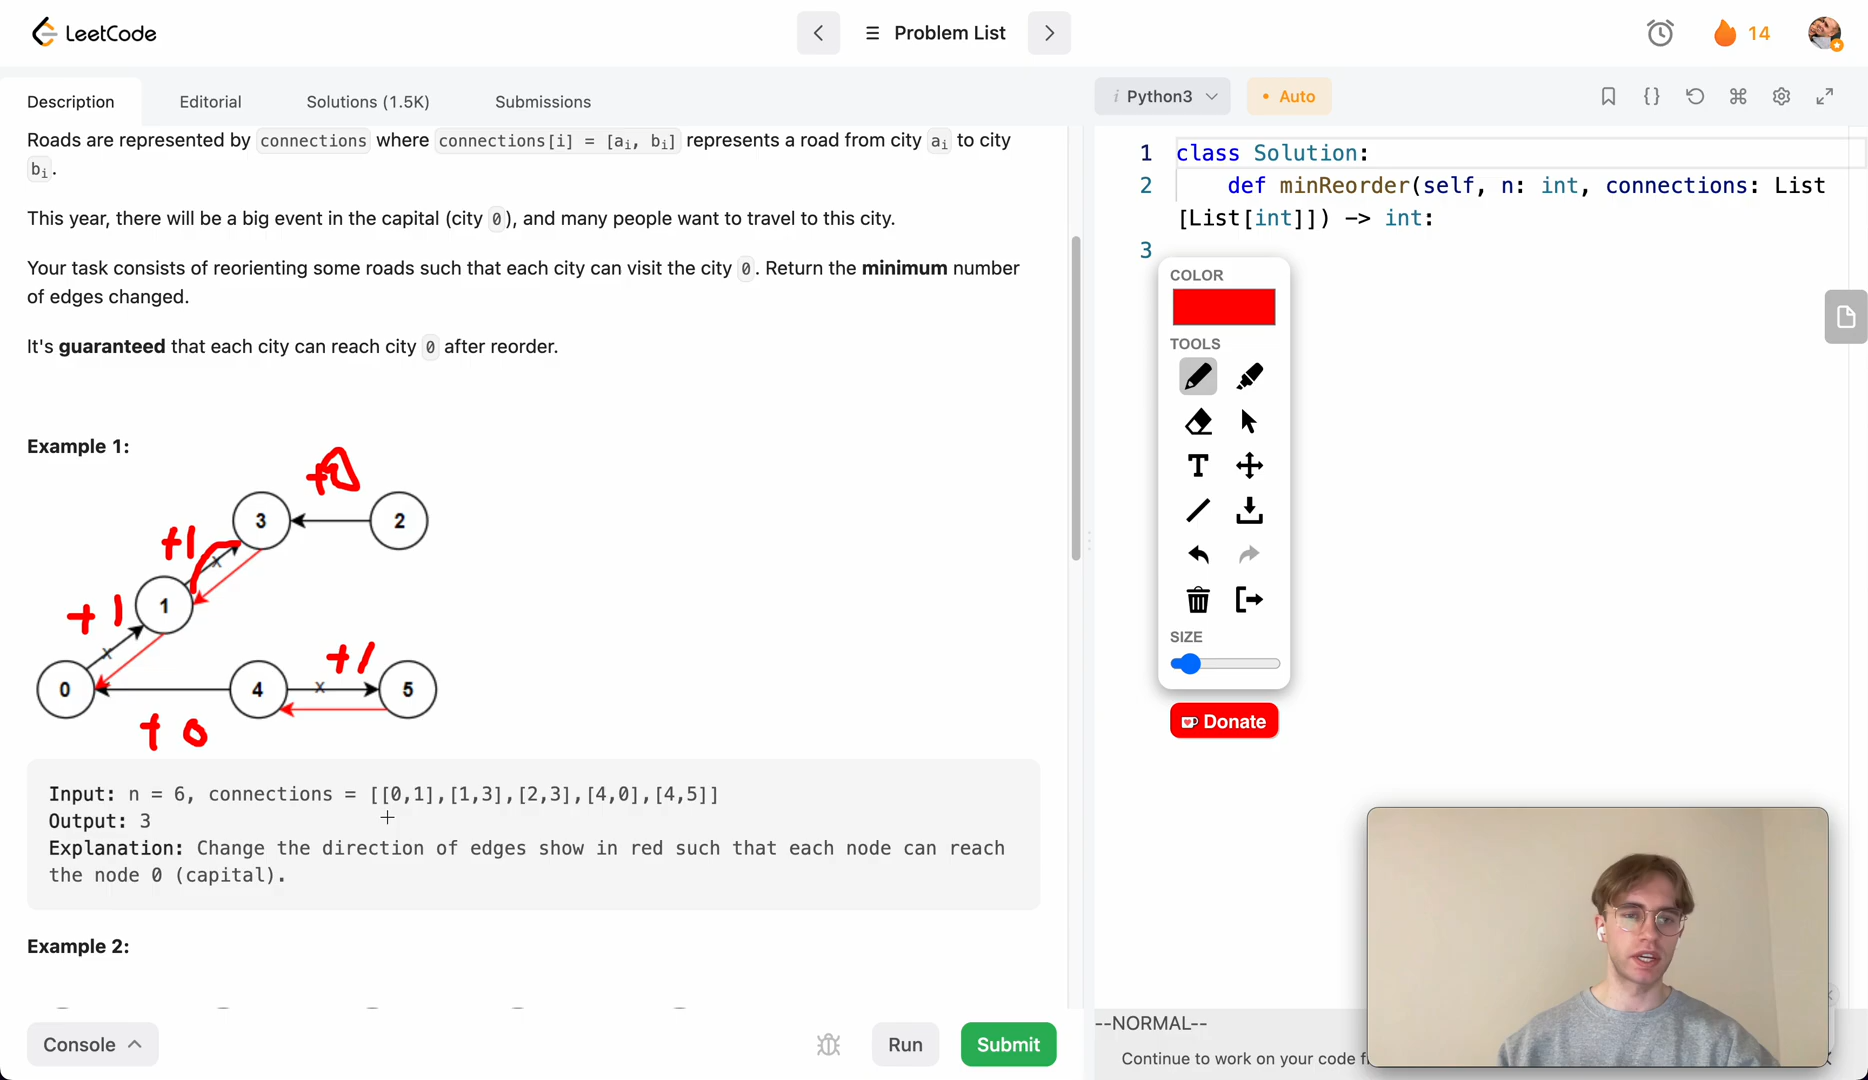 LeetCode
Problem List
14
Description
Editorial
Solutions (1.5K)
Submissions
i Python3
• Auto
Roads are represented by connections where connections[i] = [ai, bi] represents a road from city ai to city
bi.
This year, there will be a big event in the capital (city 0), and many people want to travel to this city.
Your task consists of reorienting some roads such that each city can visit the city 0. Return the minimum number
of edges changed.
It's guaranteed that each city can reach city 0 after reorder.
Example 1:
3
2
+1
1
+1
x
x
+1
0
4
x
5
+0
Input: n = 6, connections = [[0,1],[1,3],[2,3],[4,0],[4,5]]
Output: 3
Explanation: Change the direction of edges show in red such that each node can reach
the node 0 (capital).
Example 2:
Console
Run
Submit
1 class Solution:
2 def minReorder(self, n: int, connections: List
[List[int]]) -> int:
3
COLOR
TOOLS
T
SIZE
Donate
--NORMAL--
Continue to work on your code